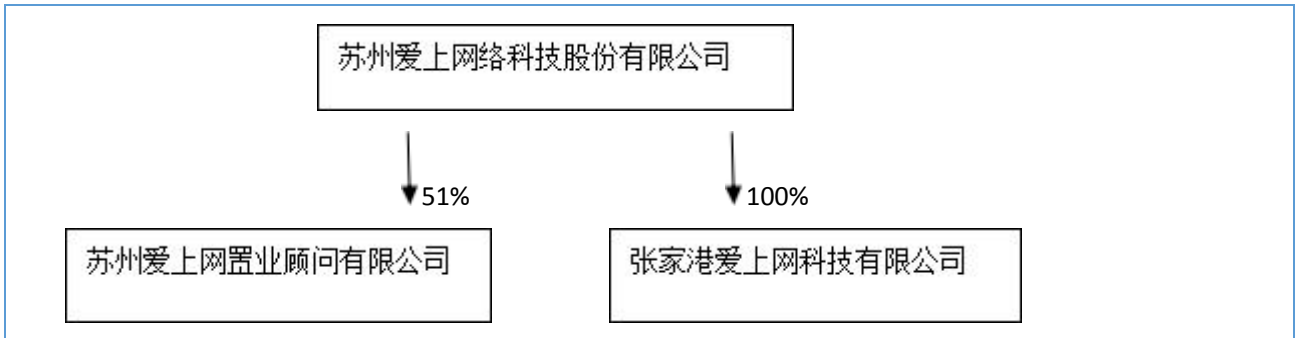 苏州爱上网络科技股份有限公司
51%
100%
苏州爱上网置业顾问有限公司
张家港爱上网科技有限公司